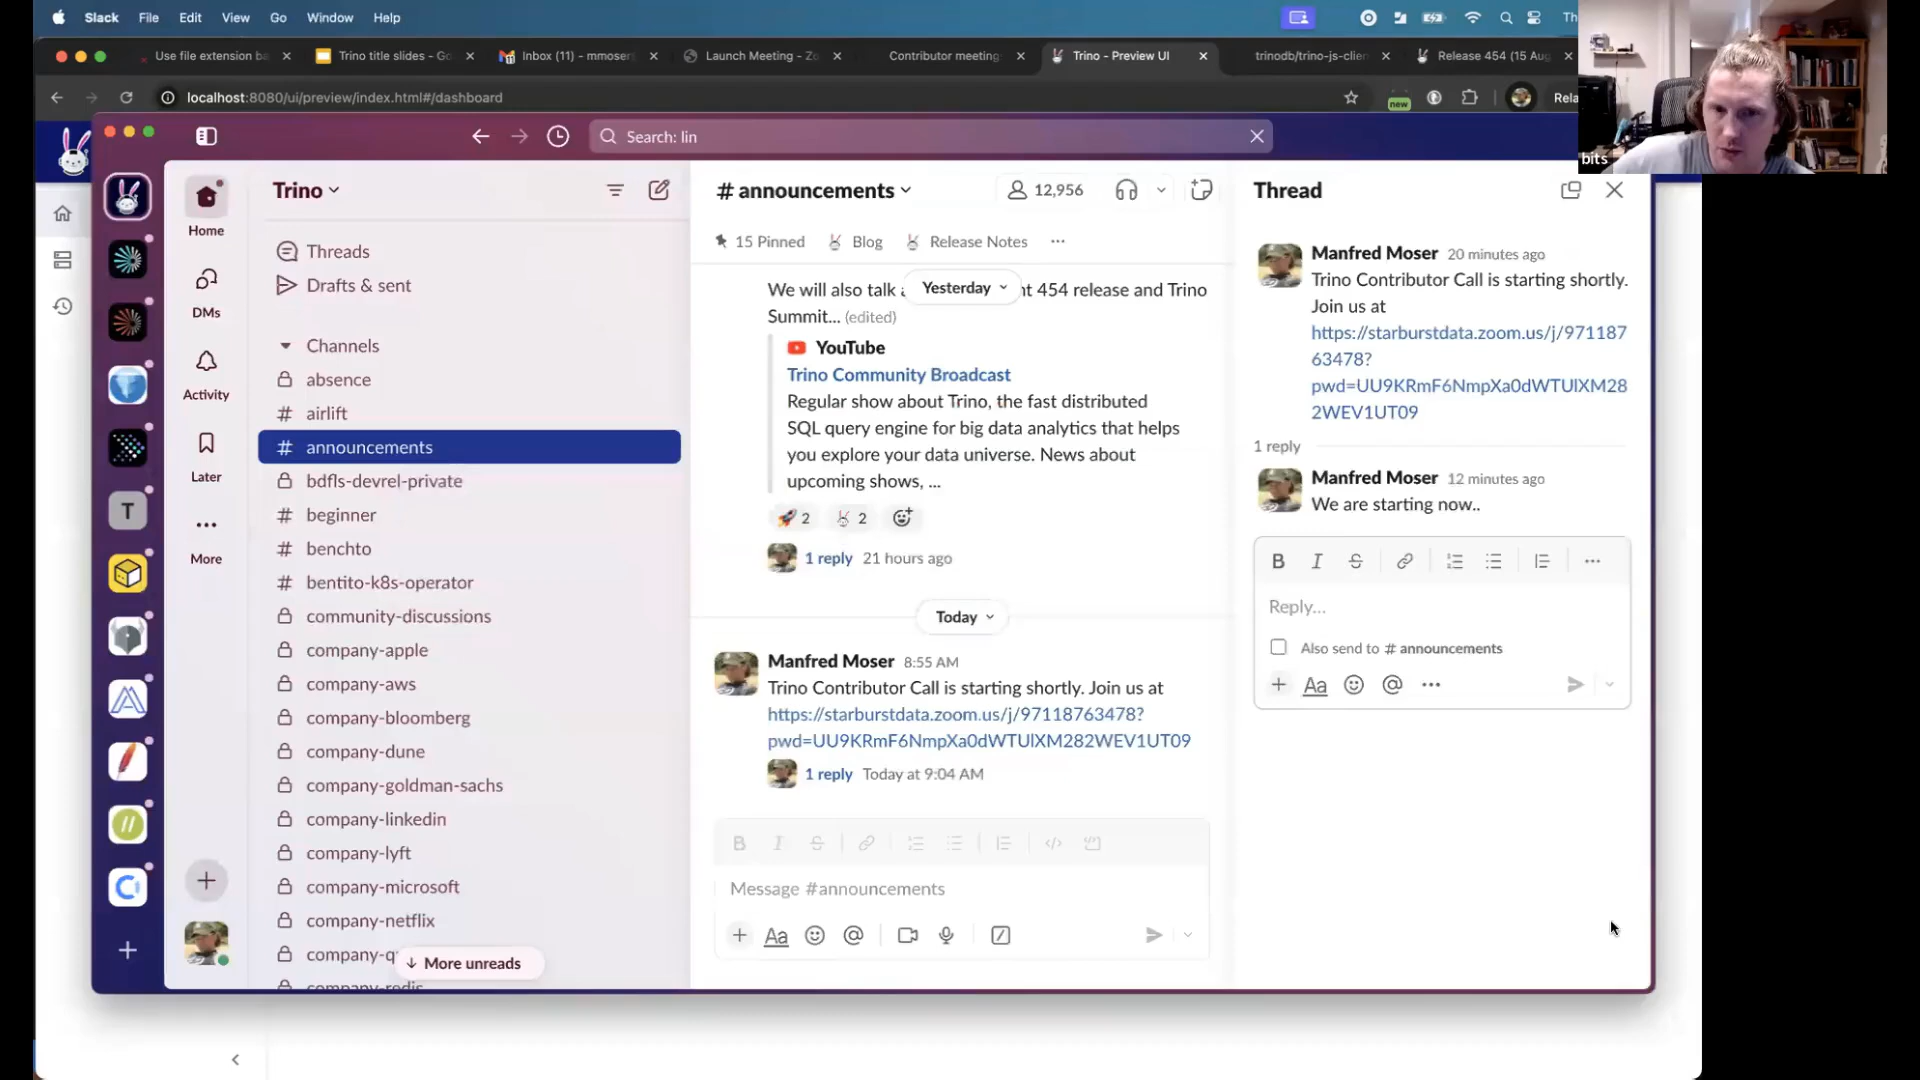 Slack File Edit View Go Window Help
Use file extension ba
Trino title slides - Go
Inbox (11) - mmoser
Launch Meeting - Zo
Contributor meeting
Trino - Preview UI
trinodb/trino-js-clien
Release 454 (15 Aug
localhost:8080/ui/preview/index.html#/dashboard
new
Search: lin
bits
T
Home
DMs
Activity
Later
More
Trino
Threads
Drafts & sent
Channels
absence
# airlift
# announcements
bdfls-devrel-private
# beginner
# benchto
# bentito-k8s-operator
community-discussions
company-apple
company-aws
company-bloomberg
company-dune
company-goldman-sachs
company-linkedin
company-lyft
company-microsoft
company-netflix
More unreads
company-redis
# announcements
12,956
15 Pinned Blog Release Notes ...
Yesterday
We will also talk 454 release and Trino
Summit... (edited)
YouTube
Trino Community Broadcast
Regular show about Trino, the fast distributed
SQL query engine for big data analytics that helps
you explore your data universe. News about
upcoming shows, ...
2 2
1 reply 21 hours ago
Today
Manfred Moser 8:55 AM
Trino Contributor Call is starting shortly. Join us at
https://starburstdata.zoom.us/j/97118763478?
pwd=UU9KRmF6NmpXa0dWTUlXM282WEV1UT09
1 reply Today at 9:04 AM
Message #announcements
Aa
Thread
Manfred Moser 20 minutes ago
Trino Contributor Call is starting shortly.
Join us at
https://starburstdata.zoom.us/j/971187
63478?
pwd=UU9KRmF6NmpXa0dWTUlXM28
2WEV1UT09
1 reply
Manfred Moser 12 minutes ago
We are starting now..
B I S
Reply...
Also send to # announcements
Aa